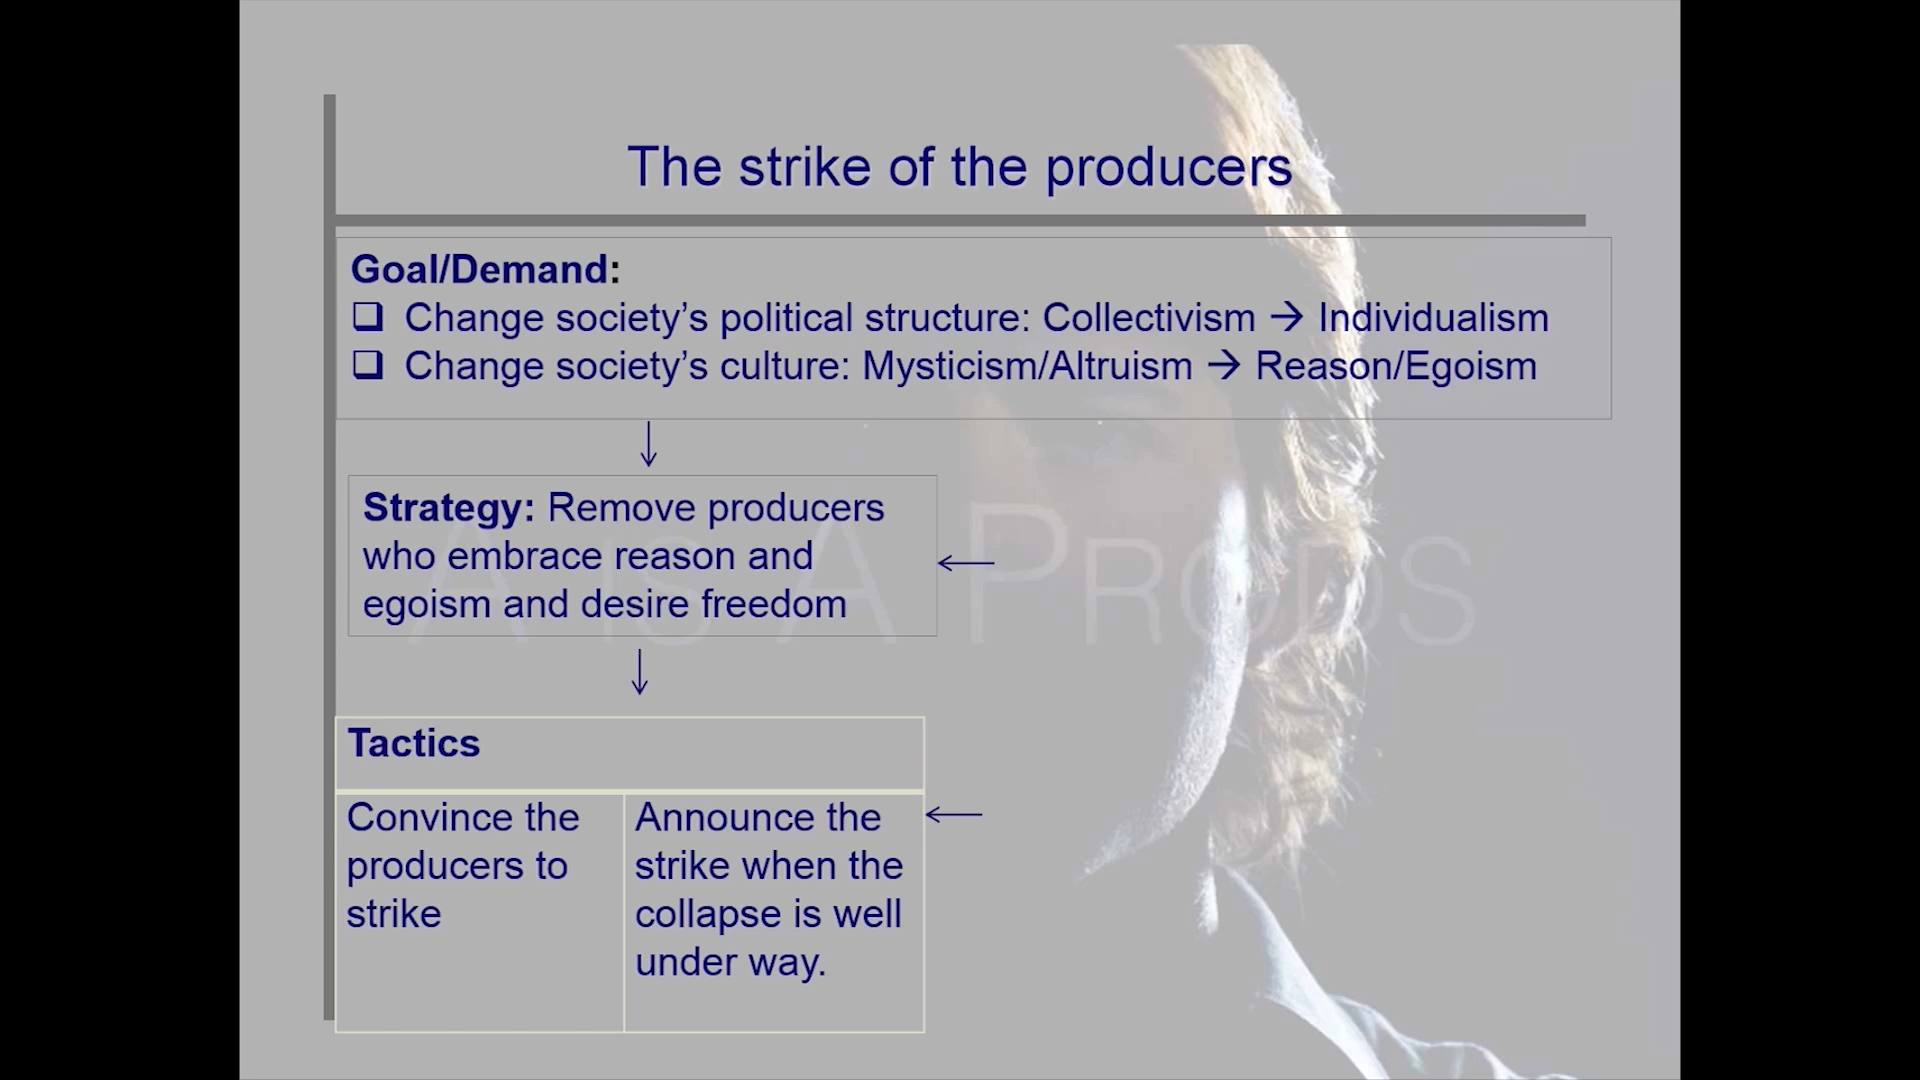 The strike of the producers
Goal/Demand:
❑ Change society’s political structure: Collectivism → Individualism
❑ Change society’s culture: Mysticism/Altruism → Reason/Egoism
Strategy: Remove producers
who embrace reason and
egoism and desire freedom
A IS A PRODS
Tactics
Convince the
producers to
strike
Announce the
strike when the
collapse is well
under way.